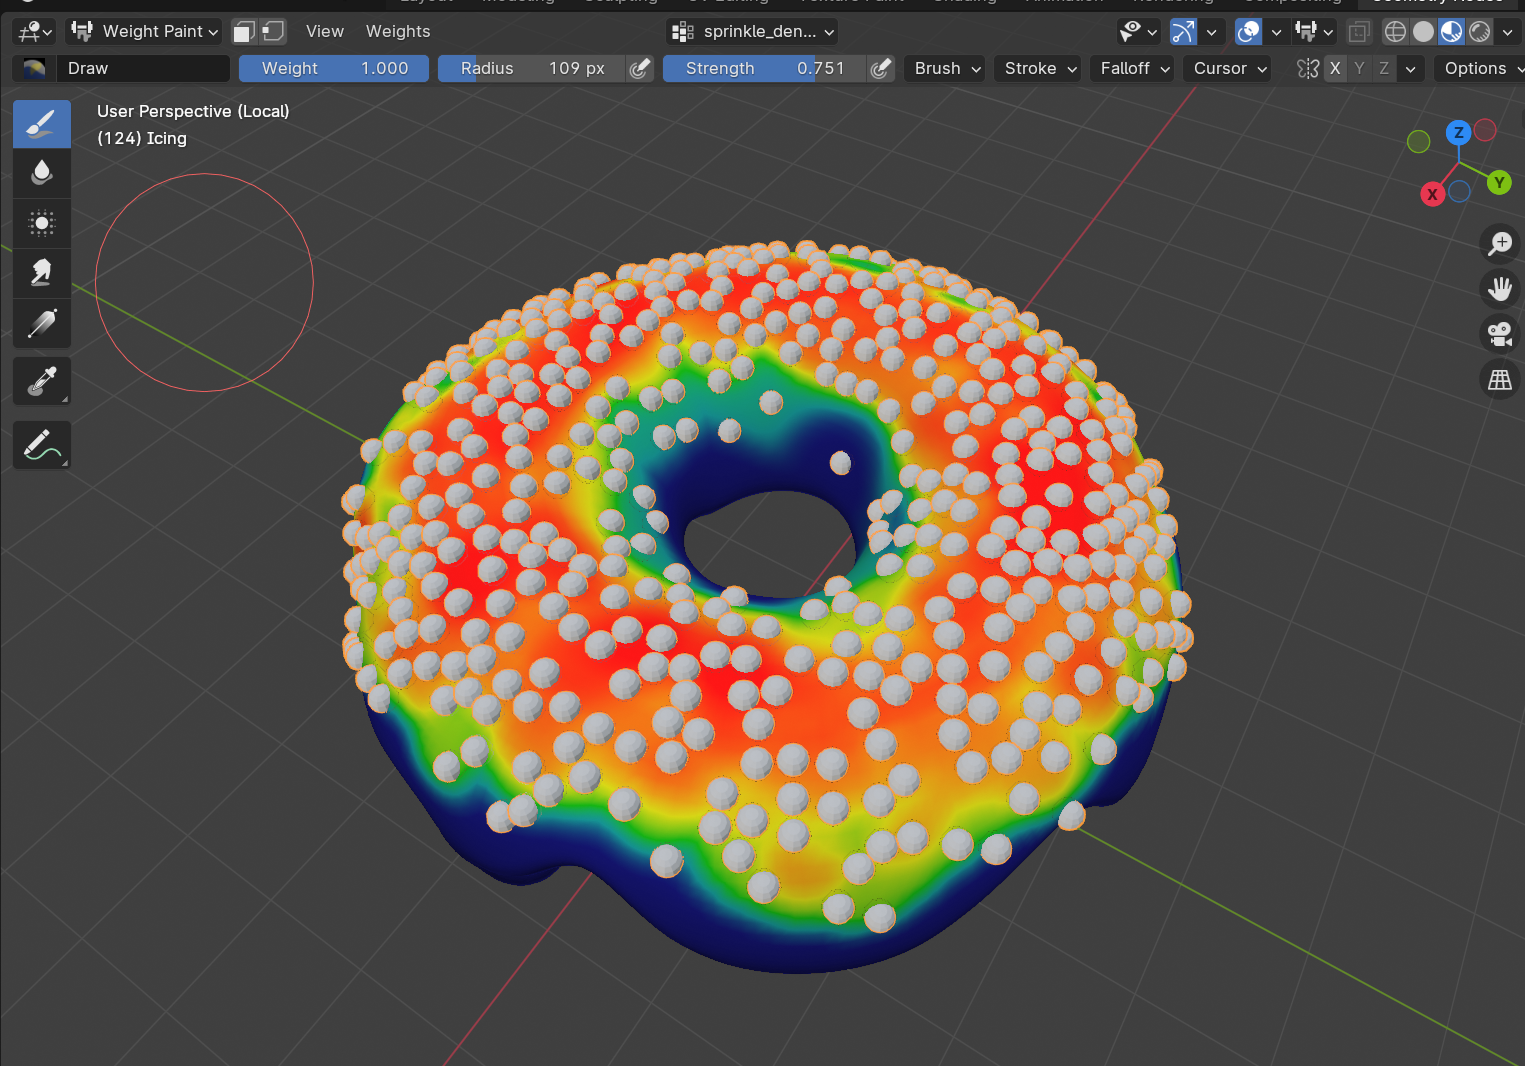 Weight Paint
View
Weights
sprinkle_den...
Draw
Weight 1.000
Radius 109 px
Strength 0.751
Brush
Stroke
Falloff
Cursor
X Y Z
Options
User Perspective (Local)
(124) Icing
Z
Y
X